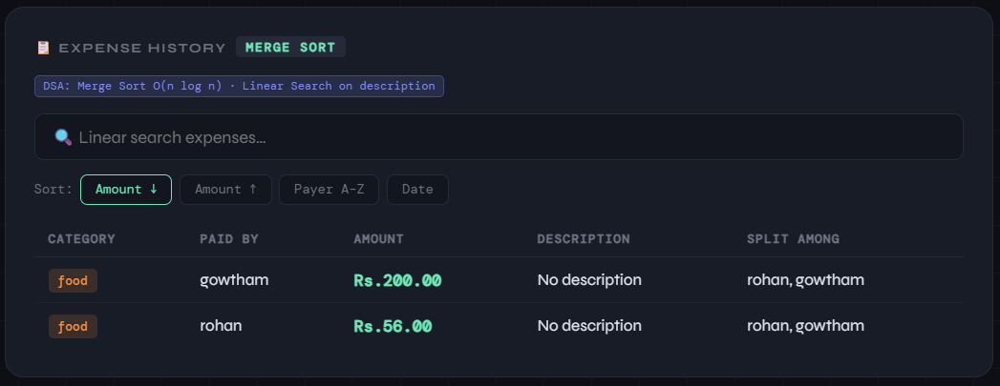 EXPENSE HISTORY MERGE SORT
DSA: Merge Sort O(n log n) · Linear Search on description
Linear search expenses...
Sort: Amount ↓ Amount ↑ Payer A-Z Date
CATEGORY PAID BY AMOUNT DESCRIPTION SPLIT AMONG
food gowtham Rs.200.00 No description rohan, gowtham
food rohan Rs.56.00 No description rohan, gowtham